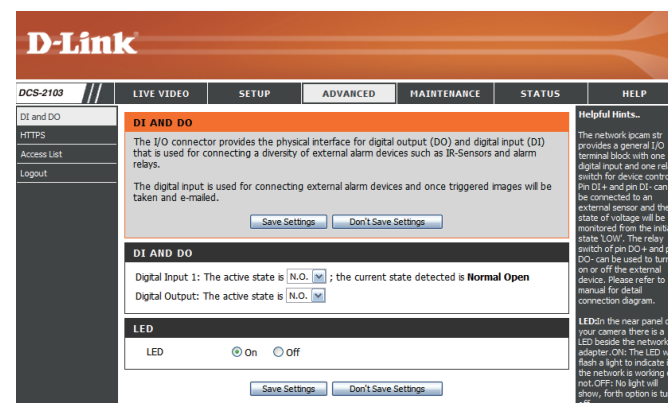 D-Link
DCS-2103
LIVE VIDEO
SETUP
ADVANCED
MAINTENANCE
STATUS
HELP
DI and DO
HTTPS
Access List
Logout
DI AND DO
The I/O connector provides the physical interface for digital output (DO) and digital input (DI)
that is used for connecting a diversity of external alarm devices such as IR-Sensors and alarm
relays.
The digital input is used for connecting external alarm devices and once triggered images will be
taken and e-mailed.
Save Settings
Don't Save Settings
DI AND DO
Digital Input 1: The active state is N.O. ; the current state detected is Normal Open
Digital Output: The active state is N.O.
LED
LED On Off
Save Settings
Don't Save Settings
Helpful Hints..
The network ipcam str
provides a general I/O
terminal block with one
digital input and one
switch for device
Pin DI+ and pin DI- can
be connected to an
external sensor and the
state of voltage will be
monitored from the
state 'LOW'. The relay
switch of pin DO+ and
DO- can be used to turn
on or off the external
device. Please refer to
manual for detail
connection diagram.
LED:In the near panel
your camera there is a
LED beside the network
adapter.ON: The LED
flash a light to indicate
the network is working
not.OFF: No light will
show, forth option is